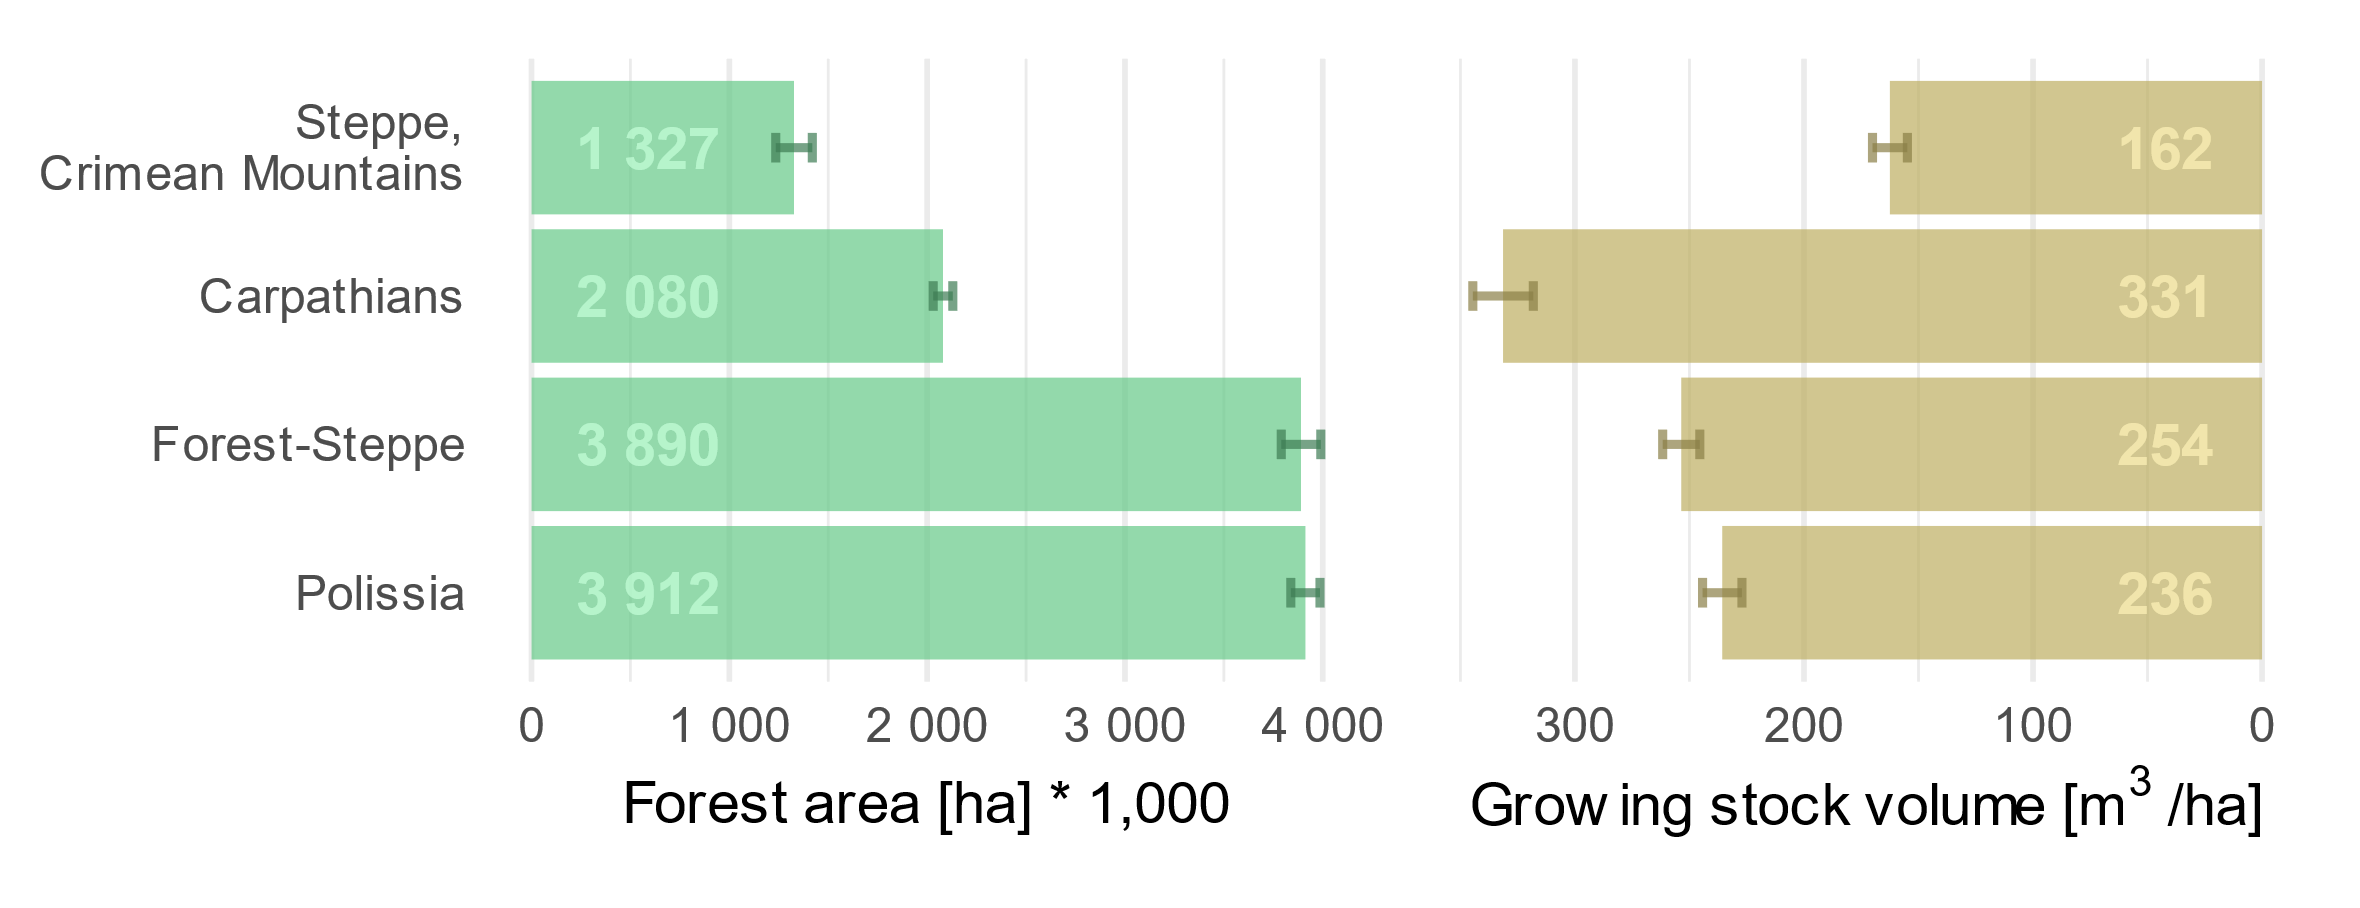 Steppe,
Crimean Mountains
1 327
162
Carpathians
2 080
331
Forest-Steppe
3 890
254
Polissia
3 912
236
0 1 000 2 000 3 000 4 000
300 200 100 0
Forest area [ha] * 1,000
Growing stock volume [m³ /ha]